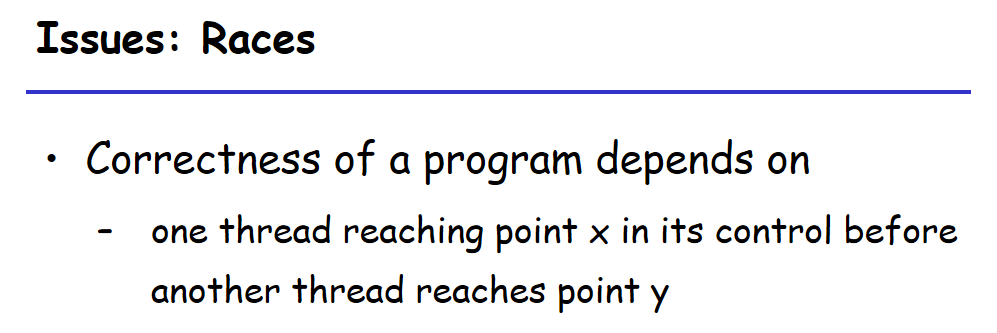 Issues: Races
• Correctness of a program depends on
– one thread reaching point x in its control before
another thread reaches point y